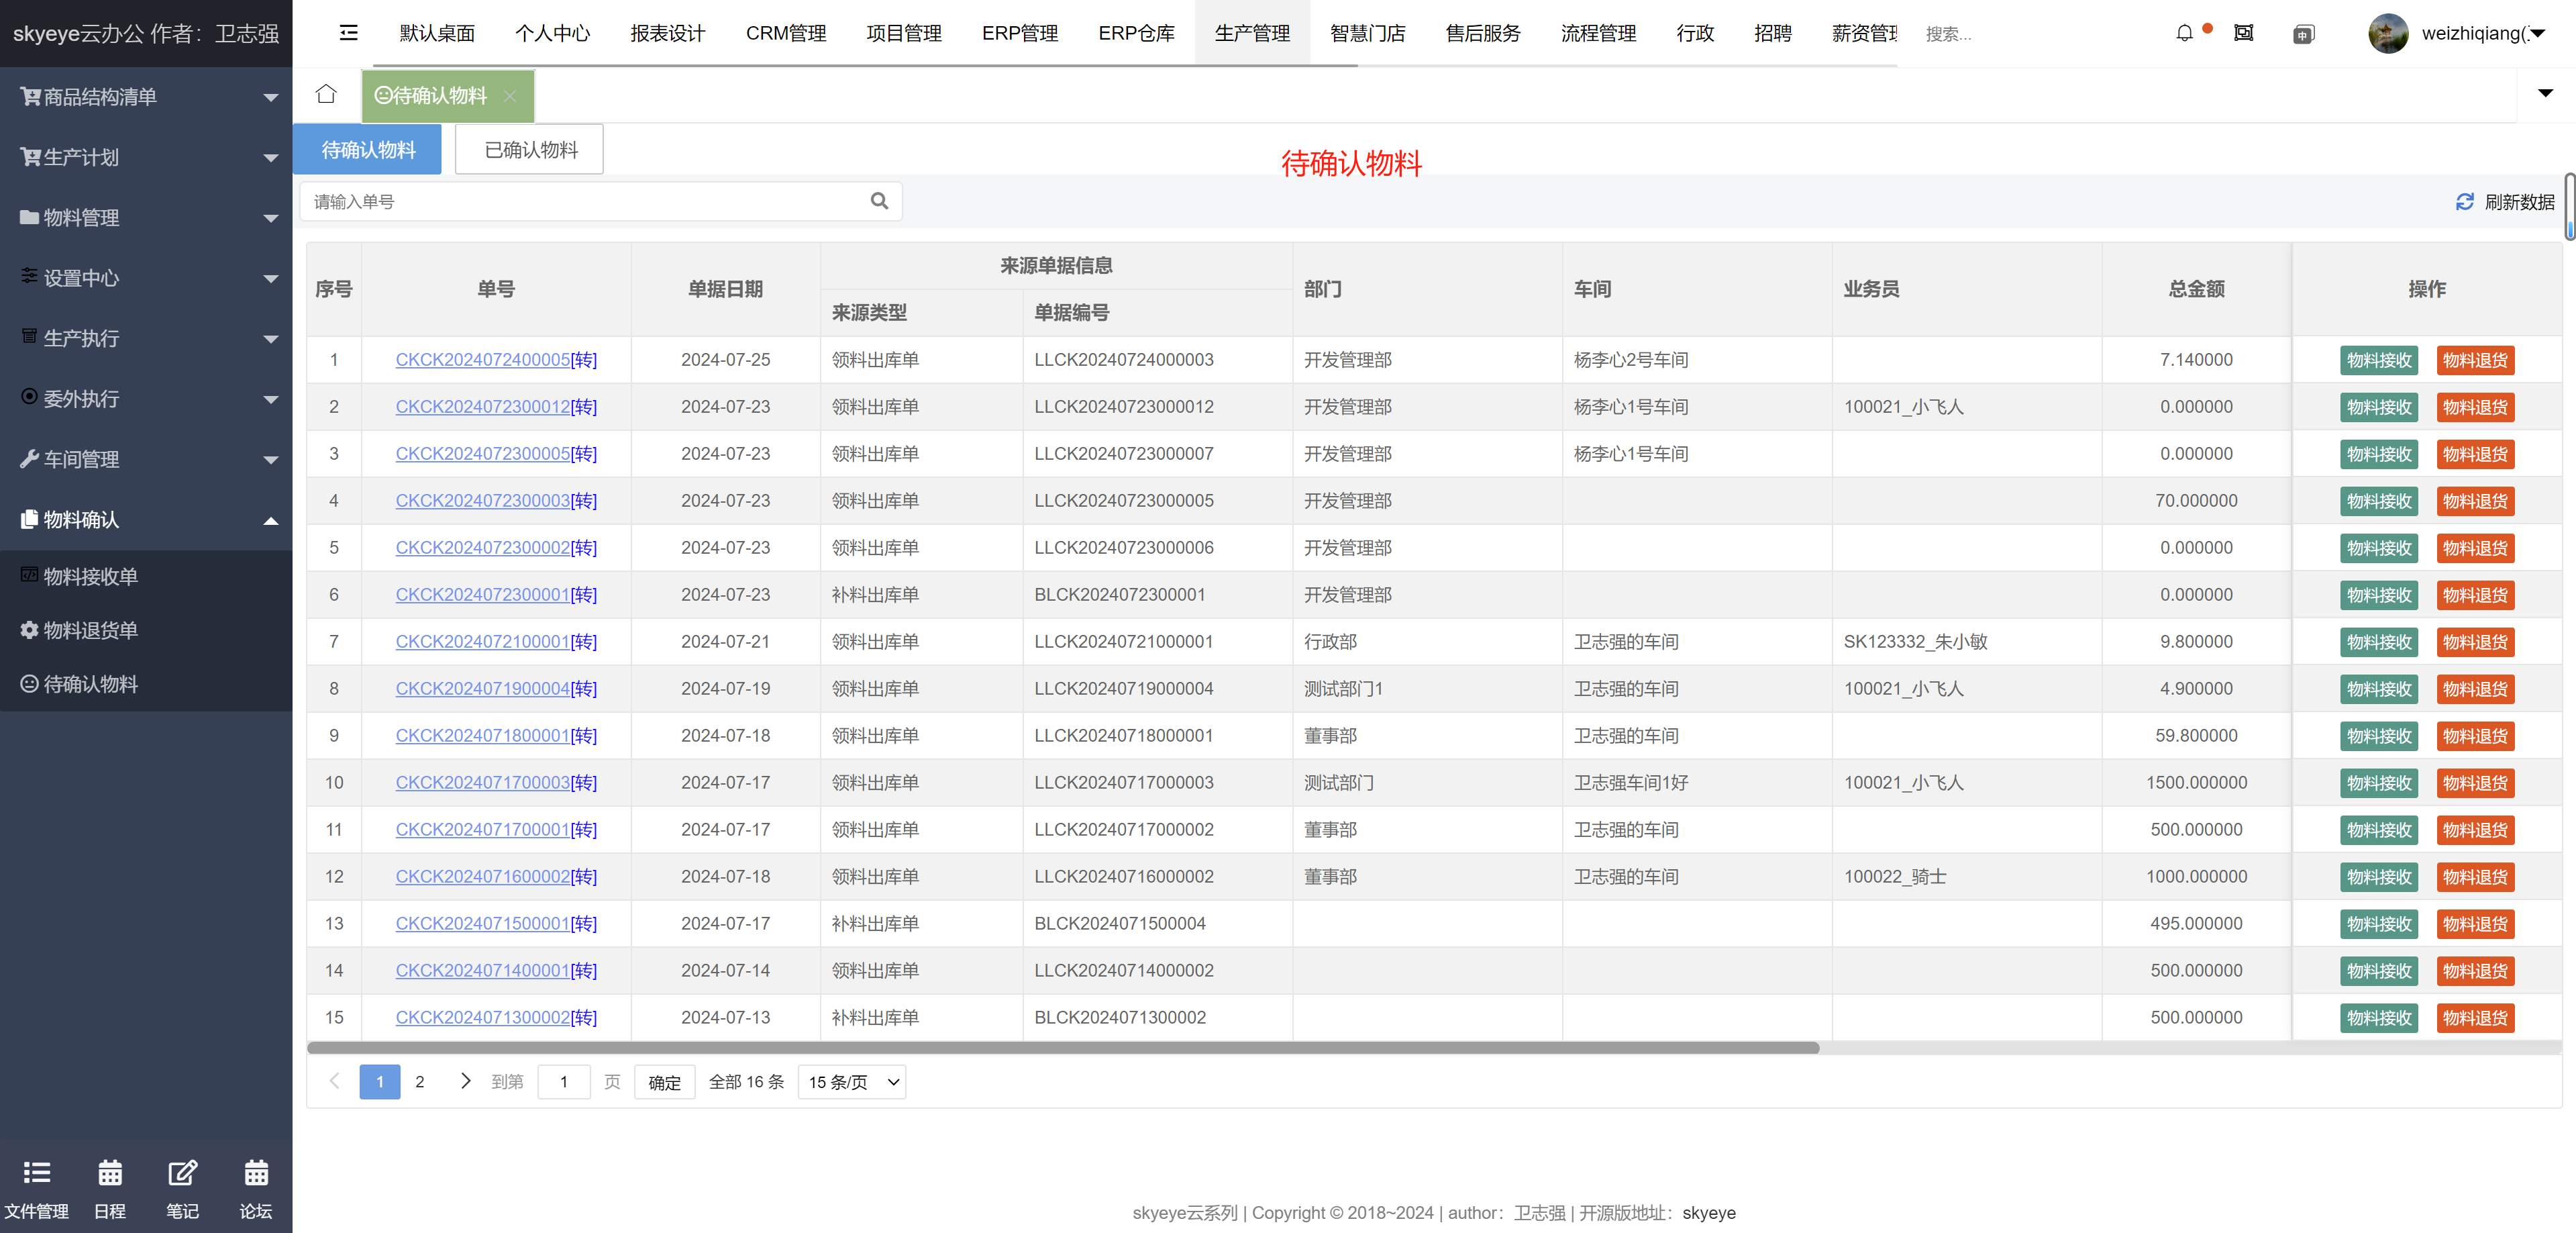 skyeye云办公 作者：卫志强
默认桌面 个人中心 报表设计 CRM管理 项目管理 ERP管理 ERP仓库 生产管理 智慧门店 售后服务 流程管理 行政 招聘 薪资管理 搜索... 中 weizhiqiang(
商品结构清单
生产计划
物料管理
设置中心
生产执行
委外执行
车间管理
物料确认
物料接收单
物料退货单
待确认物料
文件管理 日程 笔记 论坛
待确认物料
待确认物料 已确认物料
待确认物料
请输入单号 刷新数据
序号 单号 单据日期 来源单据信息 部门 车间 业务员 总金额 操作
来源类型 单据编号
1 CKCK2024072400005[转] 2024-07-25 领料出库单 LLCK20240724000003 开发管理部 杨李心2号车间 7.140000 物料接收 物料退货
2 CKCK2024072300012[转] 2024-07-23 领料出库单 LLCK20240723000012 开发管理部 杨李心1号车间 100021_小飞人 0.000000 物料接收 物料退货
3 CKCK2024072300005[转] 2024-07-23 领料出库单 LLCK20240723000007 开发管理部 杨李心1号车间 0.000000 物料接收 物料退货
4 CKCK2024072300003[转] 2024-07-23 领料出库单 LLCK20240723000005 开发管理部 70.000000 物料接收 物料退货
5 CKCK2024072300002[转] 2024-07-23 领料出库单 LLCK20240723000006 开发管理部 0.000000 物料接收 物料退货
6 CKCK2024072300001[转] 2024-07-23 补料出库单 BLCK2024072300001 开发管理部 0.000000 物料接收 物料退货
7 CKCK2024072100001[转] 2024-07-21 领料出库单 LLCK20240721000001 行政部 卫志强的车间 SK123332_朱小敏 9.800000 物料接收 物料退货
8 CKCK2024071900004[转] 2024-07-19 领料出库单 LLCK20240719000004 测试部门1 卫志强的车间 100021_小飞人 4.900000 物料接收 物料退货
9 CKCK2024071800001[转] 2024-07-18 领料出库单 LLCK20240718000001 董事部 卫志强的车间 59.800000 物料接收 物料退货
10 CKCK2024071700003[转] 2024-07-17 领料出库单 LLCK20240717000003 测试部门 卫志强车间1好 100021_小飞人 1500.000000 物料接收 物料退货
11 CKCK2024071700001[转] 2024-07-17 领料出库单 LLCK20240717000002 董事部 卫志强的车间 500.000000 物料接收 物料退货
12 CKCK2024071600002[转] 2024-07-18 领料出库单 LLCK20240716000002 董事部 卫志强的车间 100022_骑士 1000.000000 物料接收 物料退货
13 CKCK2024071500001[转] 2024-07-17 补料出库单 BLCK2024071500004 495.000000 物料接收 物料退货
14 CKCK2024071400001[转] 2024-07-14 领料出库单 LLCK20240714000002 500.000000 物料接收 物料退货
15 CKCK2024071300002[转] 2024-07-13 补料出库单 BLCK2024071300002 500.000000 物料接收 物料退货
1 2 到第 1 页 确定 全部 16 条 15 条/页
skyeye云系列 | Copyright © 2018~2024 | author：卫志强 | 开源版地址：skyeye